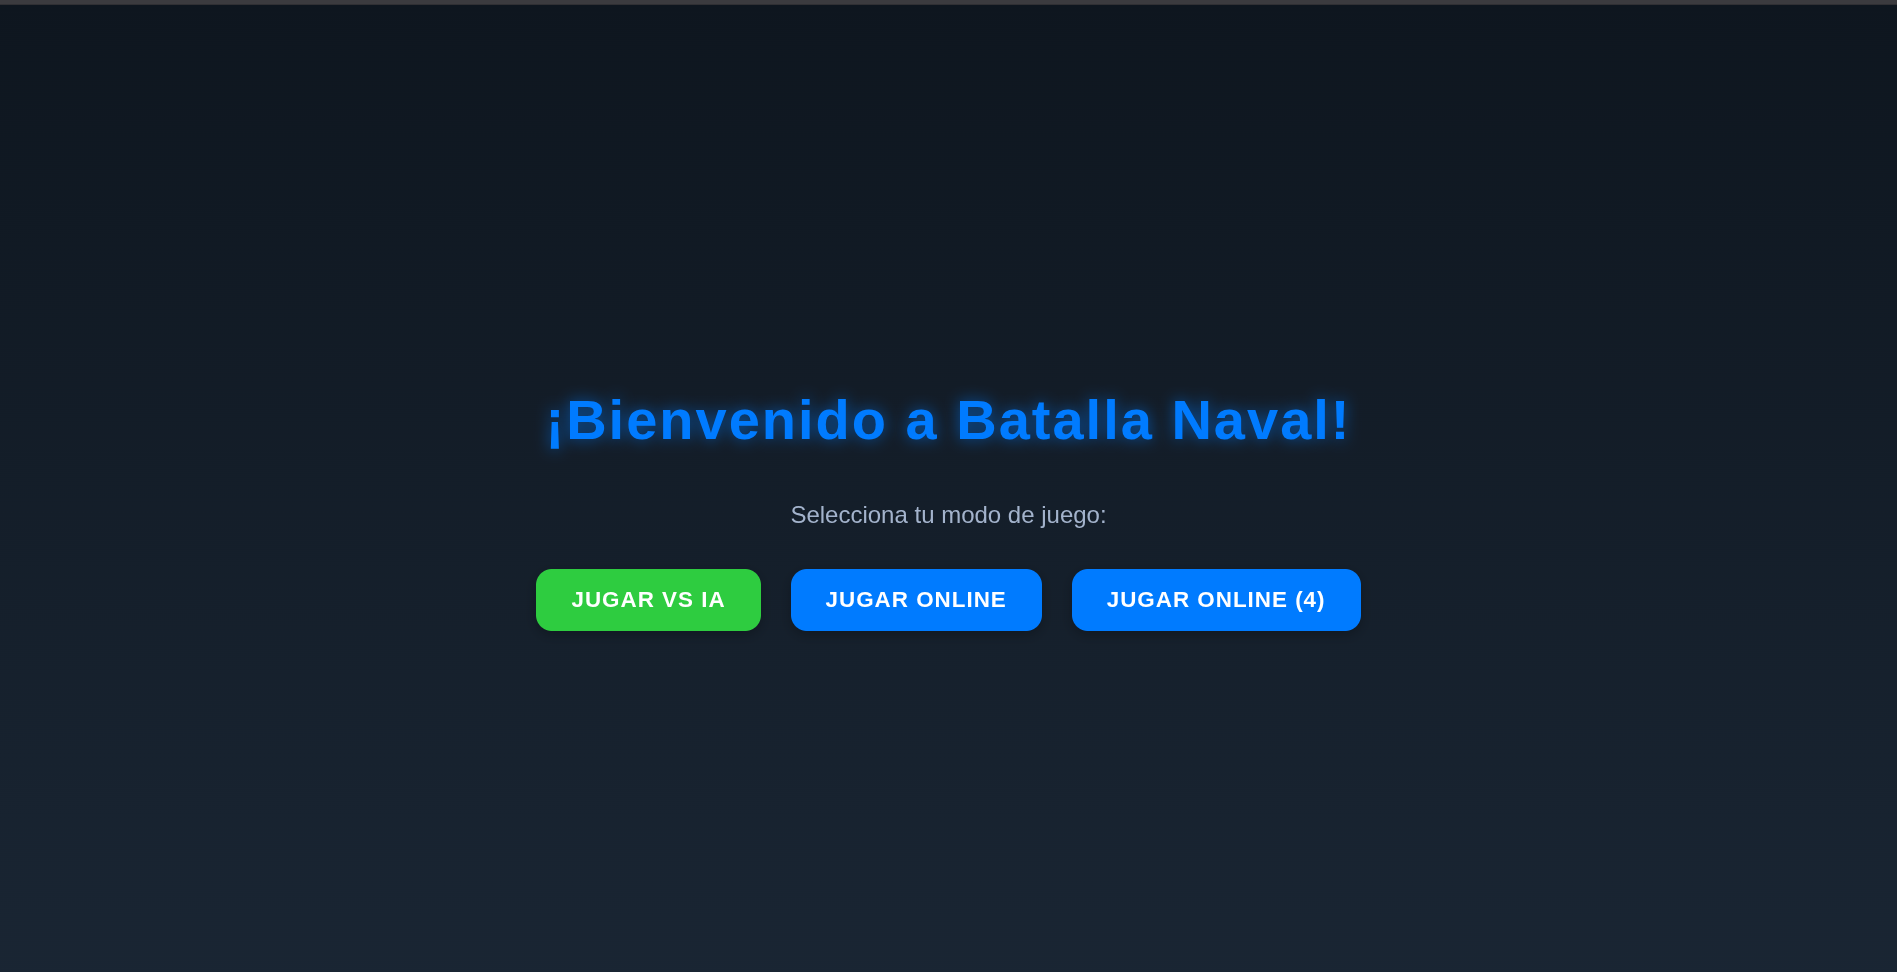 ¡Bienvenido a Batalla Naval!
Selecciona tu modo de juego:
JUGAR VS IA
JUGAR ONLINE
JUGAR ONLINE (4)